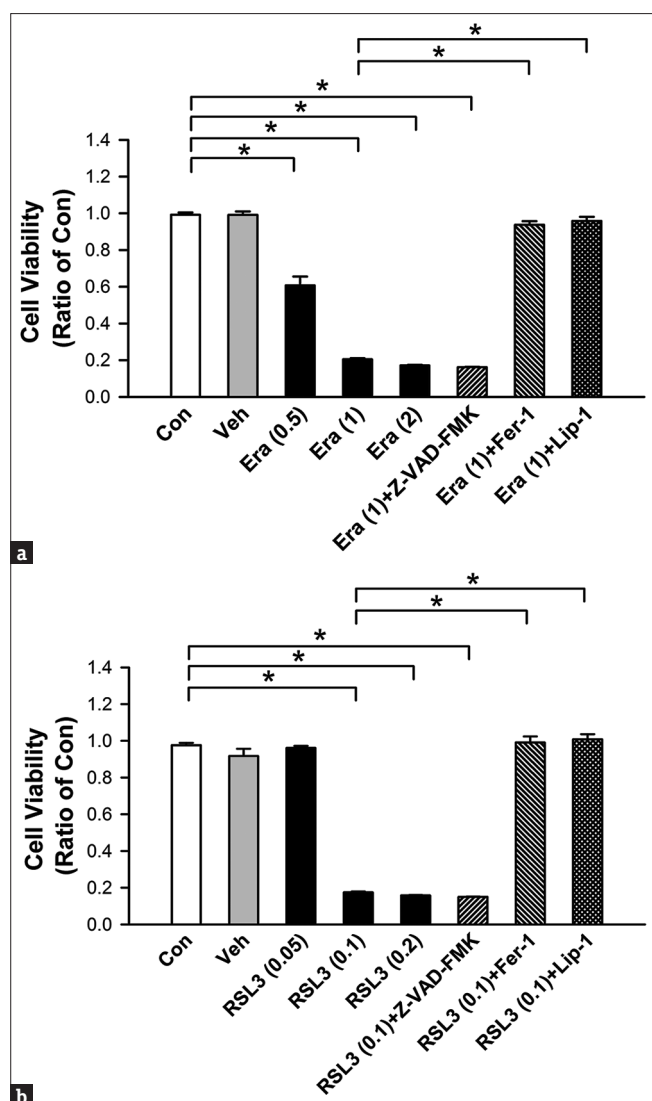 *
*
*
*
*
*
1.4
1.2
1.0
0.8
0.6
0.4
0.2
0.0
Cell Viability
(Ratio of Con)
Con
Veh
Era (0.5)
Era (1)
Era (2)
Era (1)+Z-VAD-FMK
Era (1)+Fer-1
Era (1)+Lip-1
a
*
*
*
*
*
1.4
1.2
1.0
0.8
0.6
0.4
0.2
0.0
Cell Viability
(Ratio of Con)
Con
Veh
RSL3 (0.05)
RSL3 (0.1)
RSL3 (0.2)
RSL3 (0.1)+Z-VAD-FMK
RSL3 (0.1)+Fer-1
RSL3 (0.1)+Lip-1
b